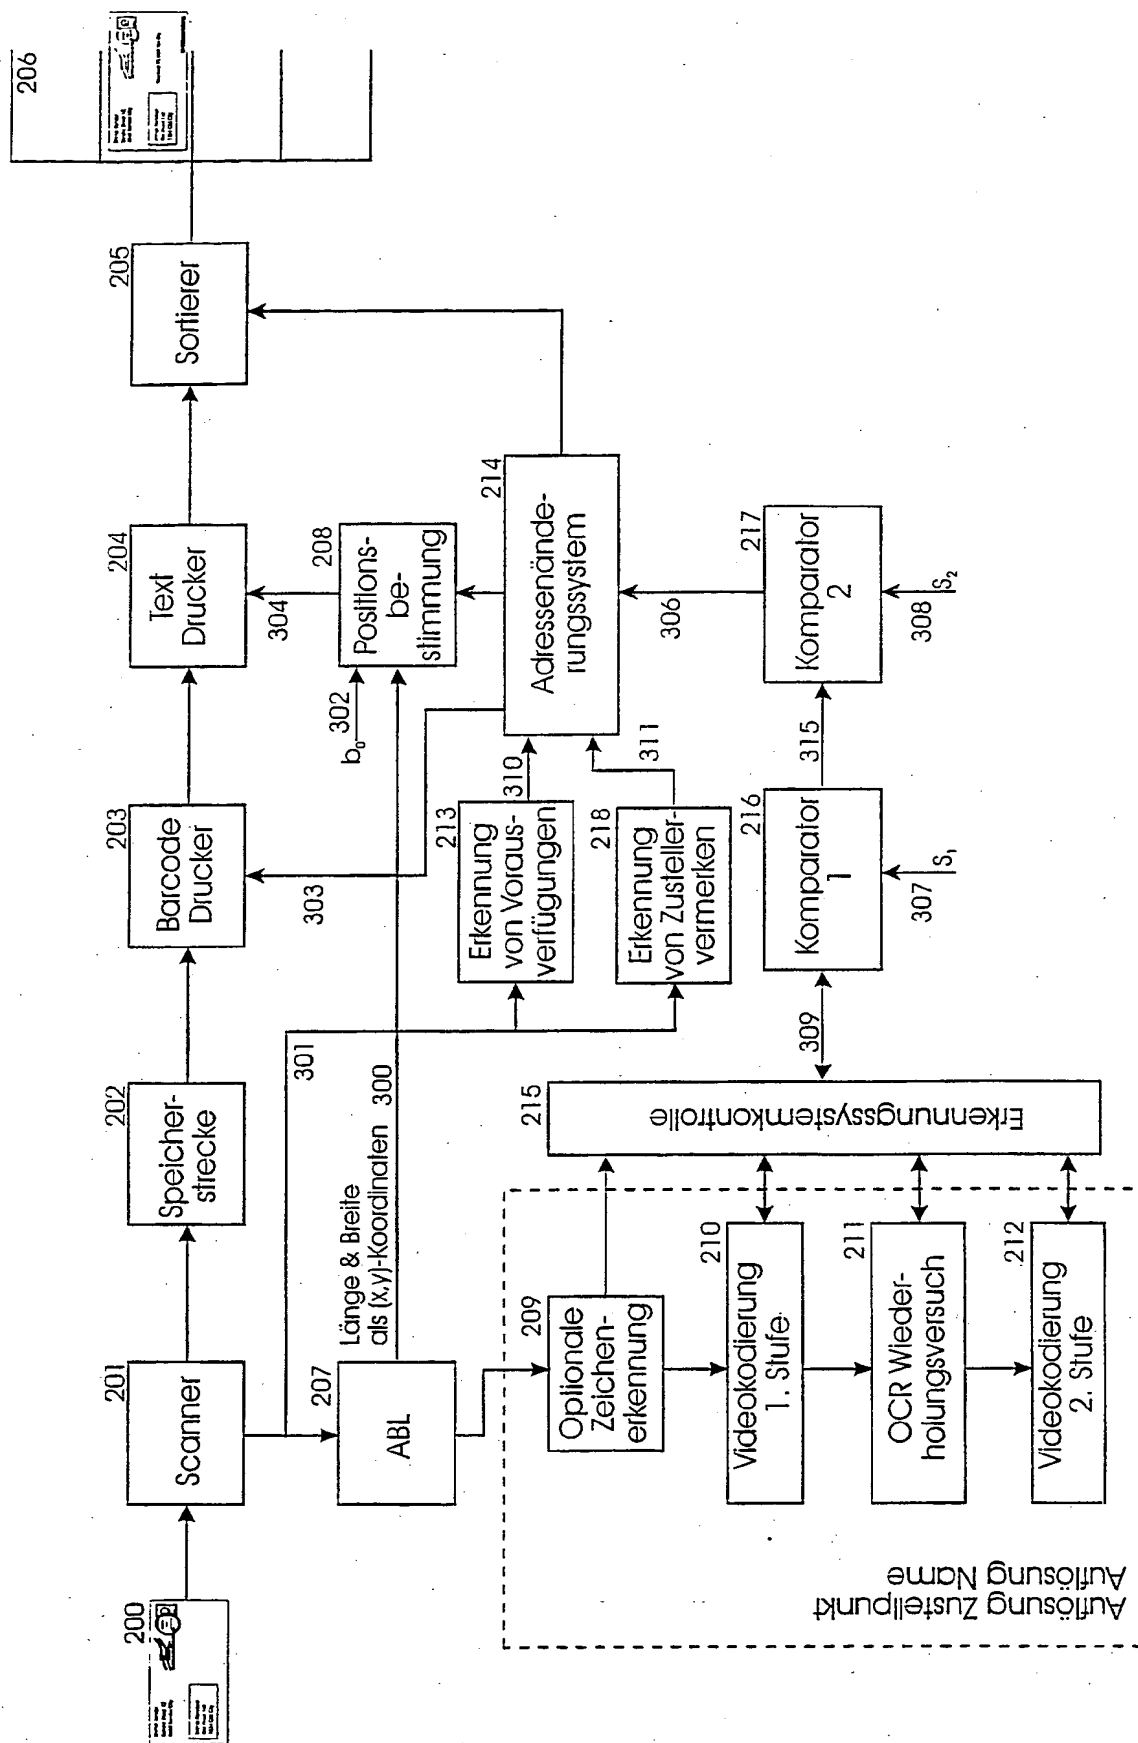 200
201
Scanner
202
Speicher-
strecke
203
Barcode
Drucker
204
Text
Drucker
205
Sortierer
206
301
303
304
207
ABL
Länge & Breite
als (x,y)-Koordinaten 300
b₀ 302
208
Positions-
be-
stimmung
213
Erkennung
von Voraus-
verfügungen
310
214
Adressenände-
rungssystem
218
Erkennung
von Zusteller-
vermerken
311
306
209
Optionale
Zeichen-
erkennung
215
Erkennungssystemkontrolle
210
Videokodierung
1. Stufe
309
216
Komparator
1
315
217
Komparator
2
307 S₁
308 S₂
211
OCR Wieder-
holungsversuch
212
Videokodierung
2. Stufe
Auflösung Zustellpunkt
Auflösung Name